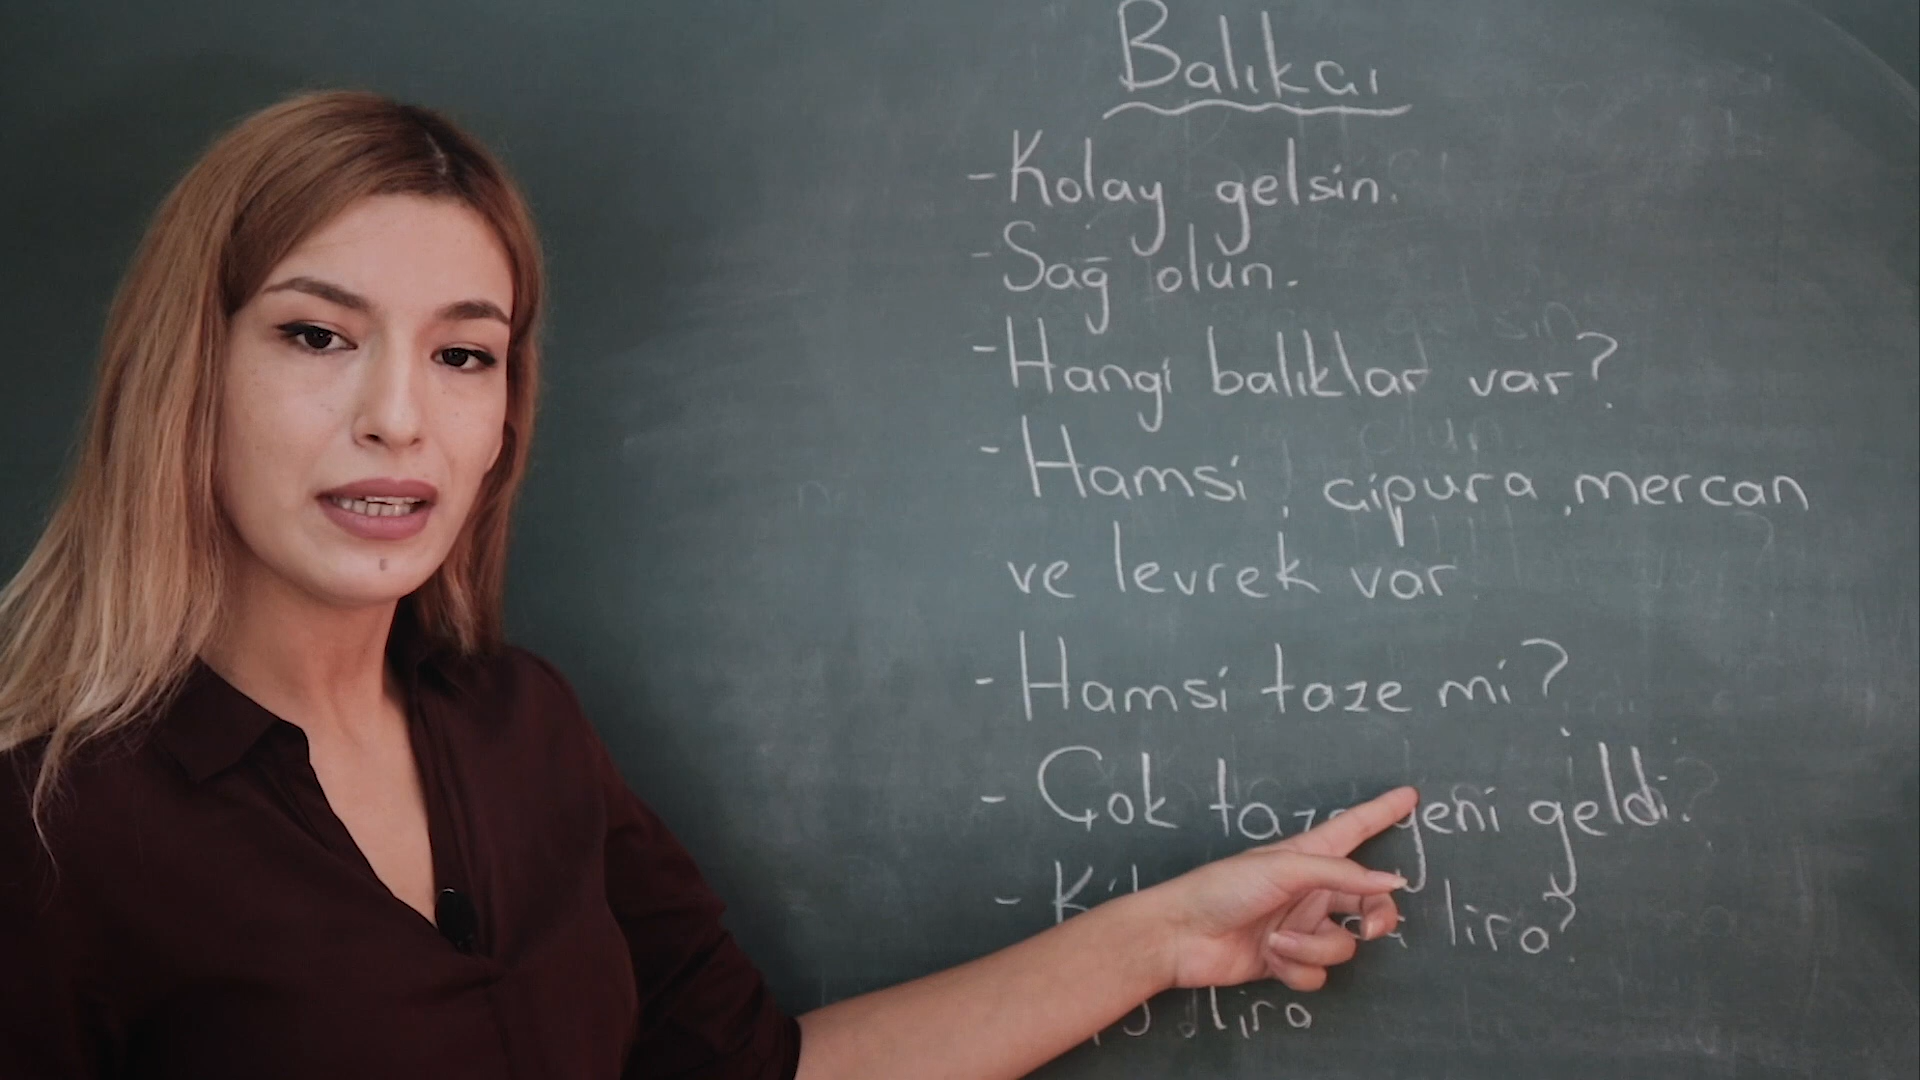 Balıkçı
- Kolay gelsin.
- Sağ olun.
- Hangi balıklar var?
- Hamsi, çipura, mercan
ve levrek var.
- Hamsi taze mi?
- Çok taze yeni geldi.
- lira?
lira